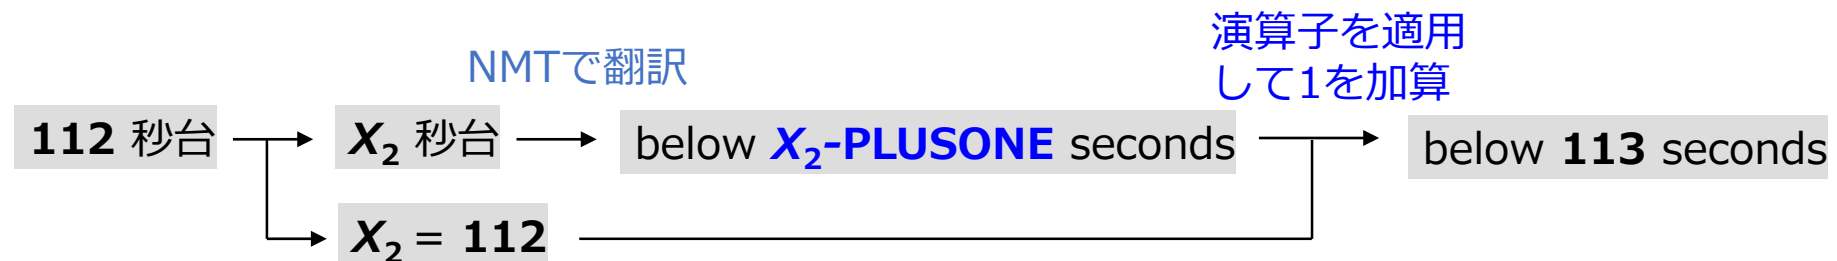 演算子を適用
して1を加算
NMTで翻訳
112 秒台
X₂ 秒台
below X₂-PLUSONE seconds
below 113 seconds
X₂ = 112